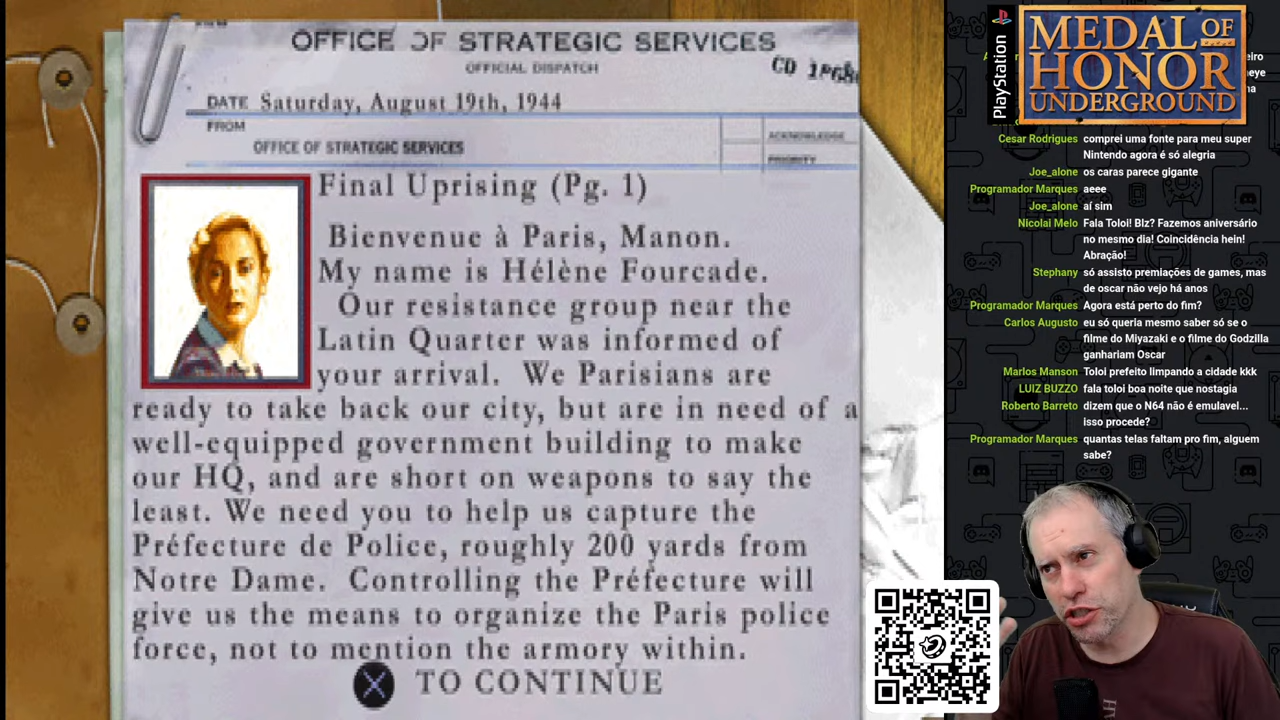 OFFICE OF STRATEGIC SERVICES
OFFICIAL DISPATCH
DATE Saturday, August 19th, 1944
FROM
OFFICE OF STRATEGIC SERVICES
ACKNOWLEDGE
PRIORITY
Final Uprising (Pg. 1)
Bienvenue à Paris, Manon.
My name is Hélène Fourcade.
Our resistance group near the
Latin Quarter was informed of
your arrival. We Parisians are
ready to take back our city, but are in need of a
well-equipped government building to make
our HQ, and are short on weapons to say the
least. We need you to help us capture the
Préfecture de Police, roughly 200 yards from
Notre Dame. Controlling the Préfecture will
give us the means to organize the Paris police
force, not to mention the armory within.
X TO CONTINUE
PlayStation
MEDAL OF
HONOR
UNDERGROUND
Cesar Rodrigues comprei uma fonte para meu super
Nintendo agora é só alegria
Joe_alone os caras parece gigante
Programador Marques aeee
Joe_alone aí sim
Nicolai Melo Fala Toloi! Blz? Fazemos aniversário
no mesmo dia! Coincidência hein!
Abração!
Stephany só assisto premiações de games, mas
de oscar não vejo há anos
Programador Marques Agora está perto do fim?
Carlos Augusto eu só queria mesmo saber só se o
filme do Miyazaki e o filme do Godzilla
ganhariam Oscar
Marlos Manson Toloi prefeito limpando a cidade kkk
LUIZ BUZZO fala toloi boa noite que nostagia
Roberto Barreto dizem que o N64 não é emulavel...
isso procede?
Programador Marques quantas telas faltam pro fim, alguem
sabe?